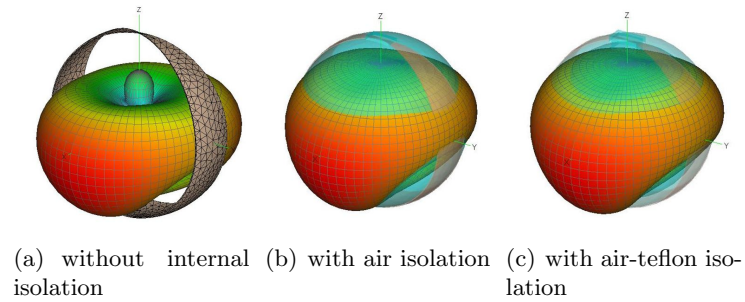 Z
Z
Z
X
Y
Y
X
(a) without internal isolation
(b) with air isolation
(c) with air-teflon iso-
lation